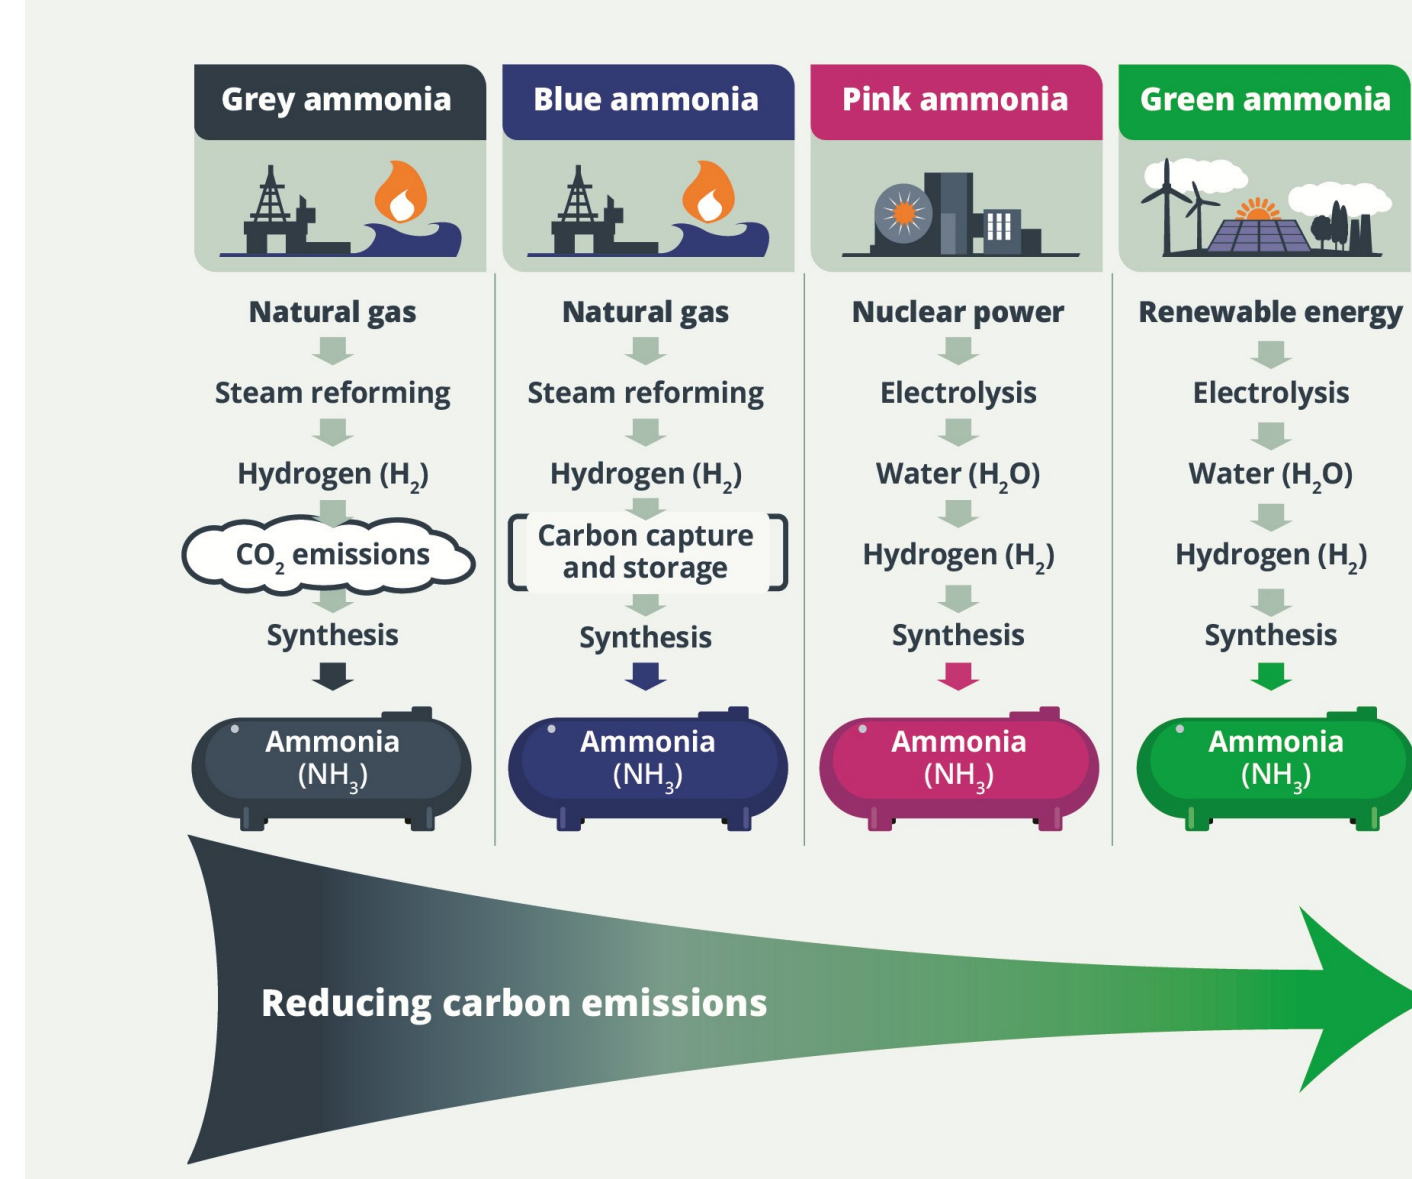 Grey ammonia
Natural gas
Steam reforming
Hydrogen (H₂)
CO₂ emissions
Synthesis
Ammonia
(NH₃)
Blue ammonia
Natural gas
Steam reforming
Hydrogen (H₂)
Carbon capture
and storage
Synthesis
Ammonia
(NH₃)
Pink ammonia
Nuclear power
Electrolysis
Water (H₂O)
Hydrogen (H₂)
Synthesis
Ammonia
(NH₃)
Green ammonia
Renewable energy
Electrolysis
Water (H₂O)
Hydrogen (H₂)
Synthesis
Ammonia
(NH₃)
Reducing carbon emissions